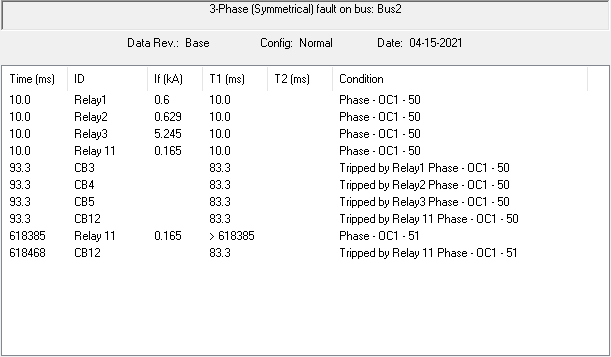 3-Phase (Symmetrical) fault on bus: Bus2
Data Rev.: Base Config: Normal Date: 04-15-2021
Time (ms) ID If (kA) T1 (ms) T2 (ms) Condition
10.0 Relay1 0.6 10.0 Phase - OC1 - 50
10.0 Relay2 0.629 10.0 Phase - OC1 - 50
10.0 Relay3 5.245 10.0 Phase - OC1 - 50
10.0 Relay 11 0.165 10.0 Phase - OC1 - 50
93.3 CB3 83.3 Tripped by Relay1 Phase - OC1 - 50
93.3 CB4 83.3 Tripped by Relay2 Phase - OC1 - 50
93.3 CB5 83.3 Tripped by Relay3 Phase - OC1 - 50
93.3 CB12 83.3 Tripped by Relay 11 Phase - OC1 - 50
618385 Relay 11 0.165 > 618385 Phase - OC1 - 51
618468 CB12 83.3 Tripped by Relay 11 Phase - OC1 - 51